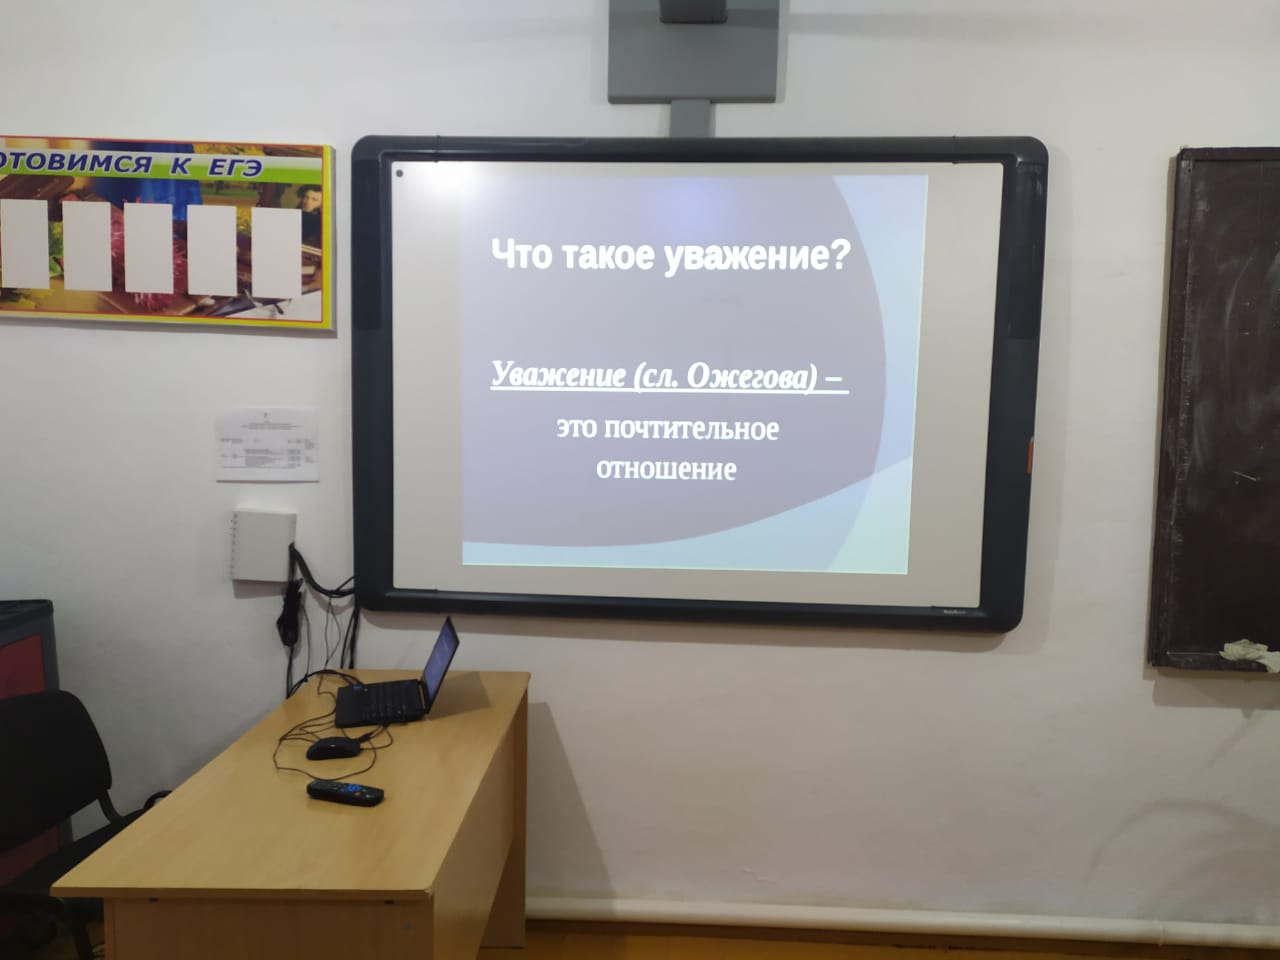 ОТОВИМСЯ К ЕГЭ
Что такое уважение?
Уважение (сл. Ожегова) –
это почтительное
отношение